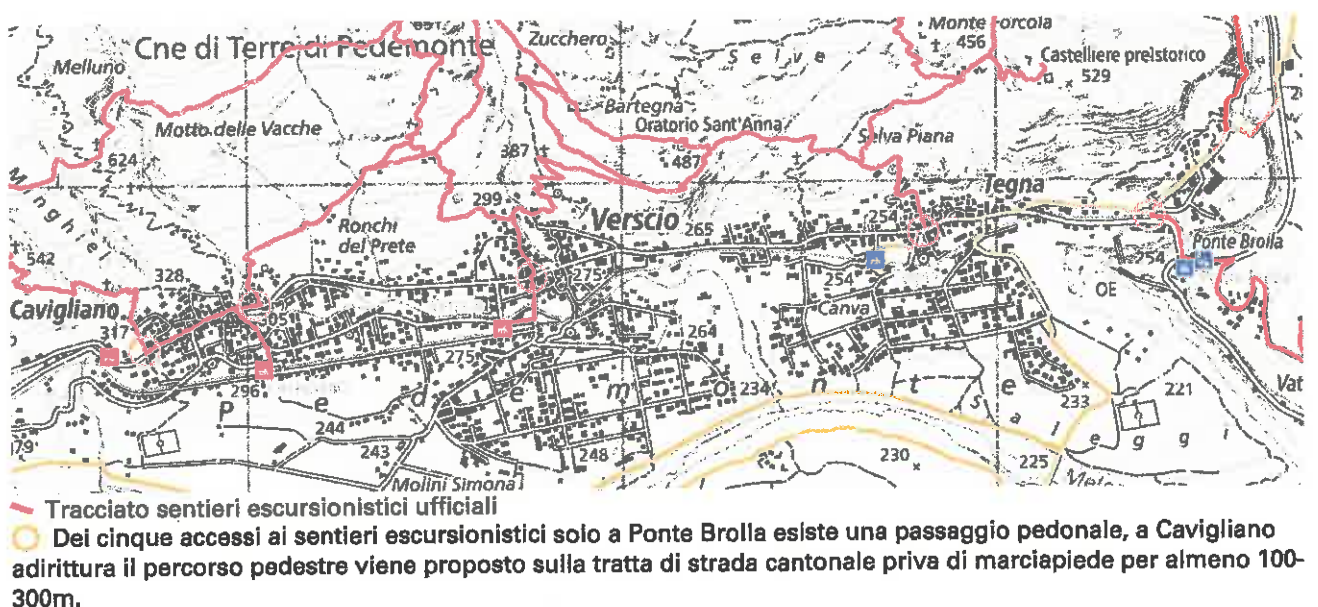 Cne di Terre di Pedemonte
Zucchero
Monte Forcola
456
Castelliere preistorico
529
Melluno
Selve
Bartegna
Oratorio Sant'Anna
Motto delle Vacche
Selva Piana
387
487
624
Tegna
299
Verscio
254
265
Ronchi
del Prete
Ponte Brolla
542
328
275
254
254
OE
Cavigliano
317
Canva
264
275
296
234
233
221
Pedemonte
Saleggi
244
243
248
230
225
Molini Simona
Tracciato sentieri escursionistici ufficiali
Dei cinque accessi ai sentieri escursionistici solo a Ponte Brolla esiste una passaggio pedonale, a Cavigliano
adirittura il percorso pedestre viene proposto sulla tratta di strada cantonale priva di marciapiede per almeno 100-
300m.